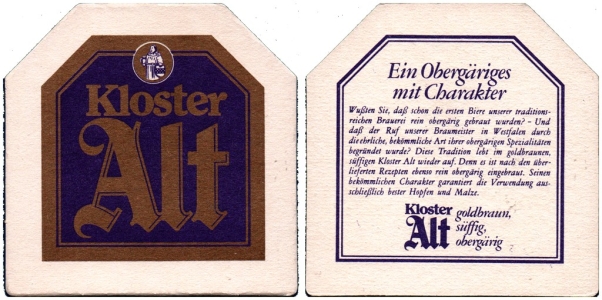 Kloster
Alt
Ein Obergäriges
mit Charakter
Wußten Sie, daß schon die ersten Biere unserer traditions-
reichen Brauerei rein obergärig gebraut wurden? - Und
daß der Ruf unserer Braumeister in Westfalen durch
die ehrliche, bekömmliche Art ihrer obergärigen Spezialitäten
begründet wurde? Diese Tradition lebt im goldbraunen,
süffigen Kloster Alt wieder auf. Denn es ist nach den über-
lieferten Rezepten ebenso rein obergärig eingebraut. Seinen
bekömmlichen Charakter garantiert die Verwendung aus-
schließlich bester Hopfen und Malze.
Kloster
Alt
goldbraun,
süffig,
obergärig